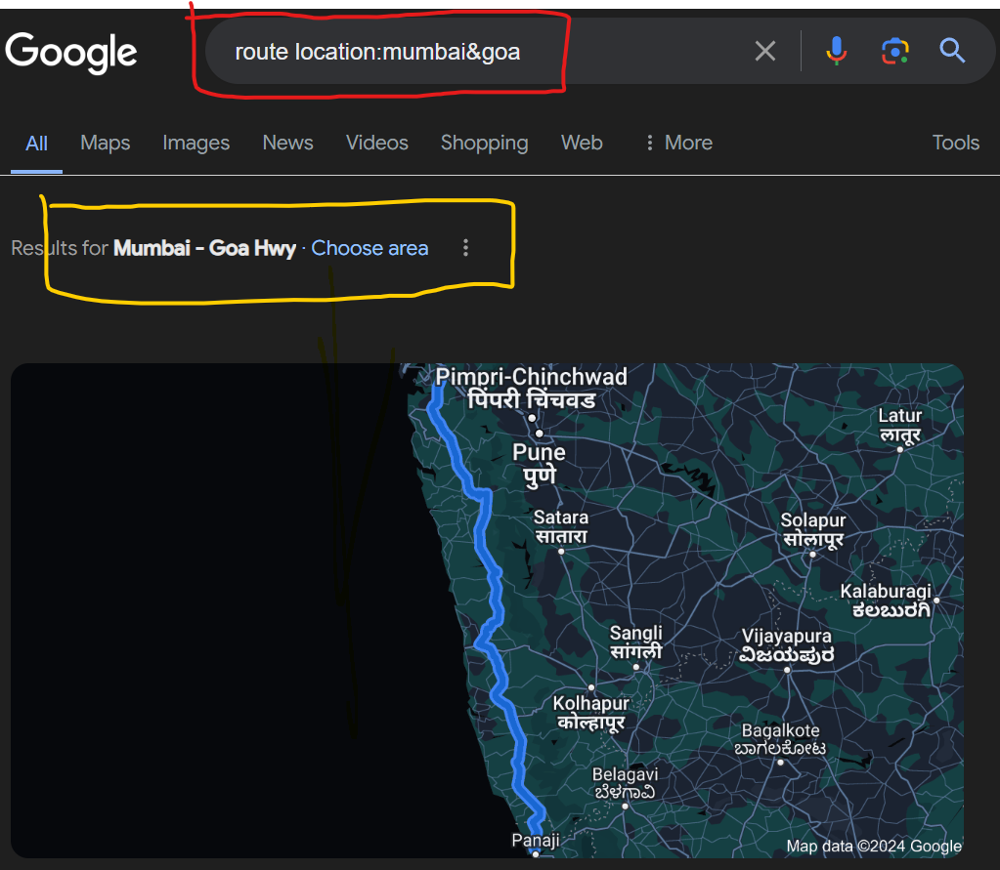 Google
route location:mumbai&goa
All Maps Images News Videos Shopping Web More Tools
Results for Mumbai - Goa Hwy · Choose area
Pimpri-Chinchwad
पिंपरी चिंचवड
Latur
लातूर
Pune
पुणे
Satara
सातारा
Solapur
सोलापूर
Kalaburagi
ಕಲಬುರಗಿ
Sangli
सांगली
Vijayapura
ವಿಜಯಪುರ
Kolhapur
कोल्हापूर
Bagalkote
ಬಾಗಲಕೋಟ
Belagavi
ಬೆಳಗಾವಿ
Panaji
Map data ©2024 Google